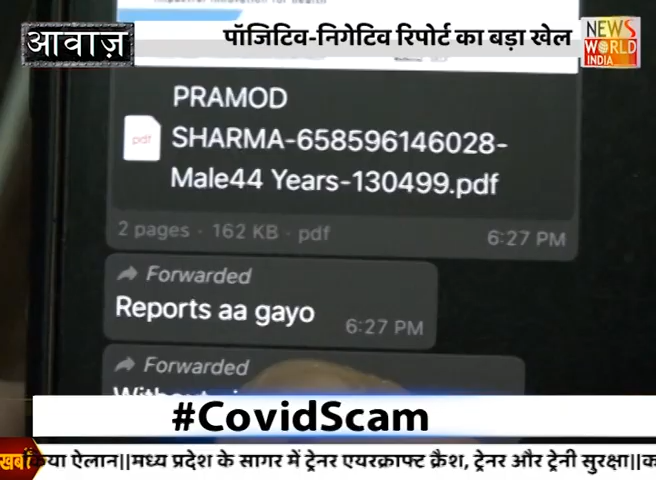 आवाज़
पॉजिटिव-निगेटिव रिपोर्ट का बड़ा खेल
NEWS
WORLD
INDIA
PRAMOD
pdf
SHARMA-658596146028-
Male44 Years-130499.pdf
2 pages · 162 KB · pdf
6:27 PM
Forwarded
Reports aa gayo
6:27 PM
Forwarded
#CovidScam
किया ऐलान||मध्य प्रदेश के सागर में ट्रेनर एयरक्राफ्ट क्रैश, ट्रेनर और ट्रेनी सुरक्षा||क